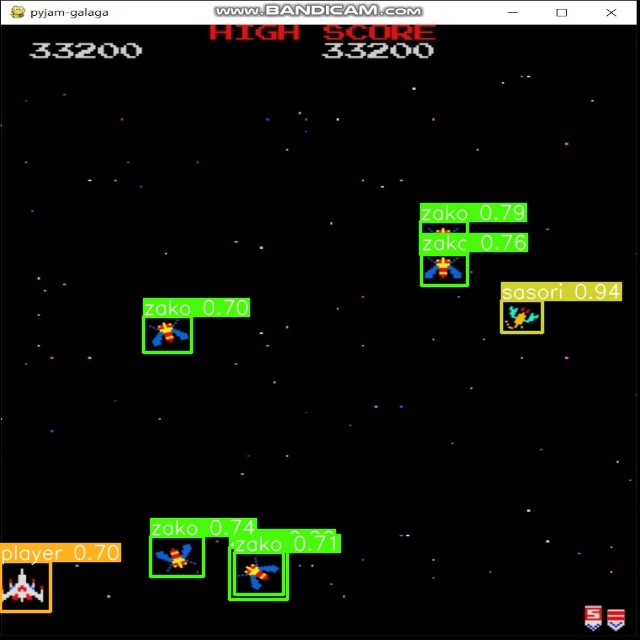 pyjam-galaga
www.BANDICAM.com
HIGH SCORE
33200 33200
zako 0.79
zako 0.76
sasori 0.94
zako 0.70
zako 0.74
zako 0.71
player 0.70
5